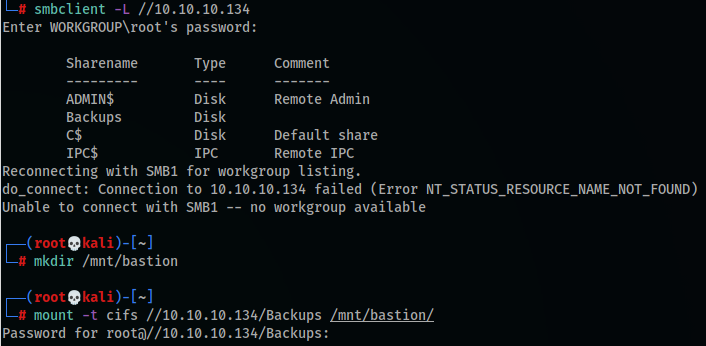 └─# smbclient -L //10.10.10.134
Enter WORKGROUP\root's password:
Sharename Type Comment
--------- ---- -------
ADMIN$ Disk Remote Admin
Backups Disk
C$ Disk Default share
IPC$ IPC Remote IPC
Reconnecting with SMB1 for workgroup listing.
do_connect: Connection to 10.10.10.134 failed (Error NT_STATUS_RESOURCE_NAME_NOT_FOUND)
Unable to connect with SMB1 -- no workgroup available
┌──(root💀kali)-[~]
└─# mkdir /mnt/bastion
┌──(root💀kali)-[~]
└─# mount -t cifs //10.10.10.134/Backups /mnt/bastion/
Password for root@//10.10.10.134/Backups: